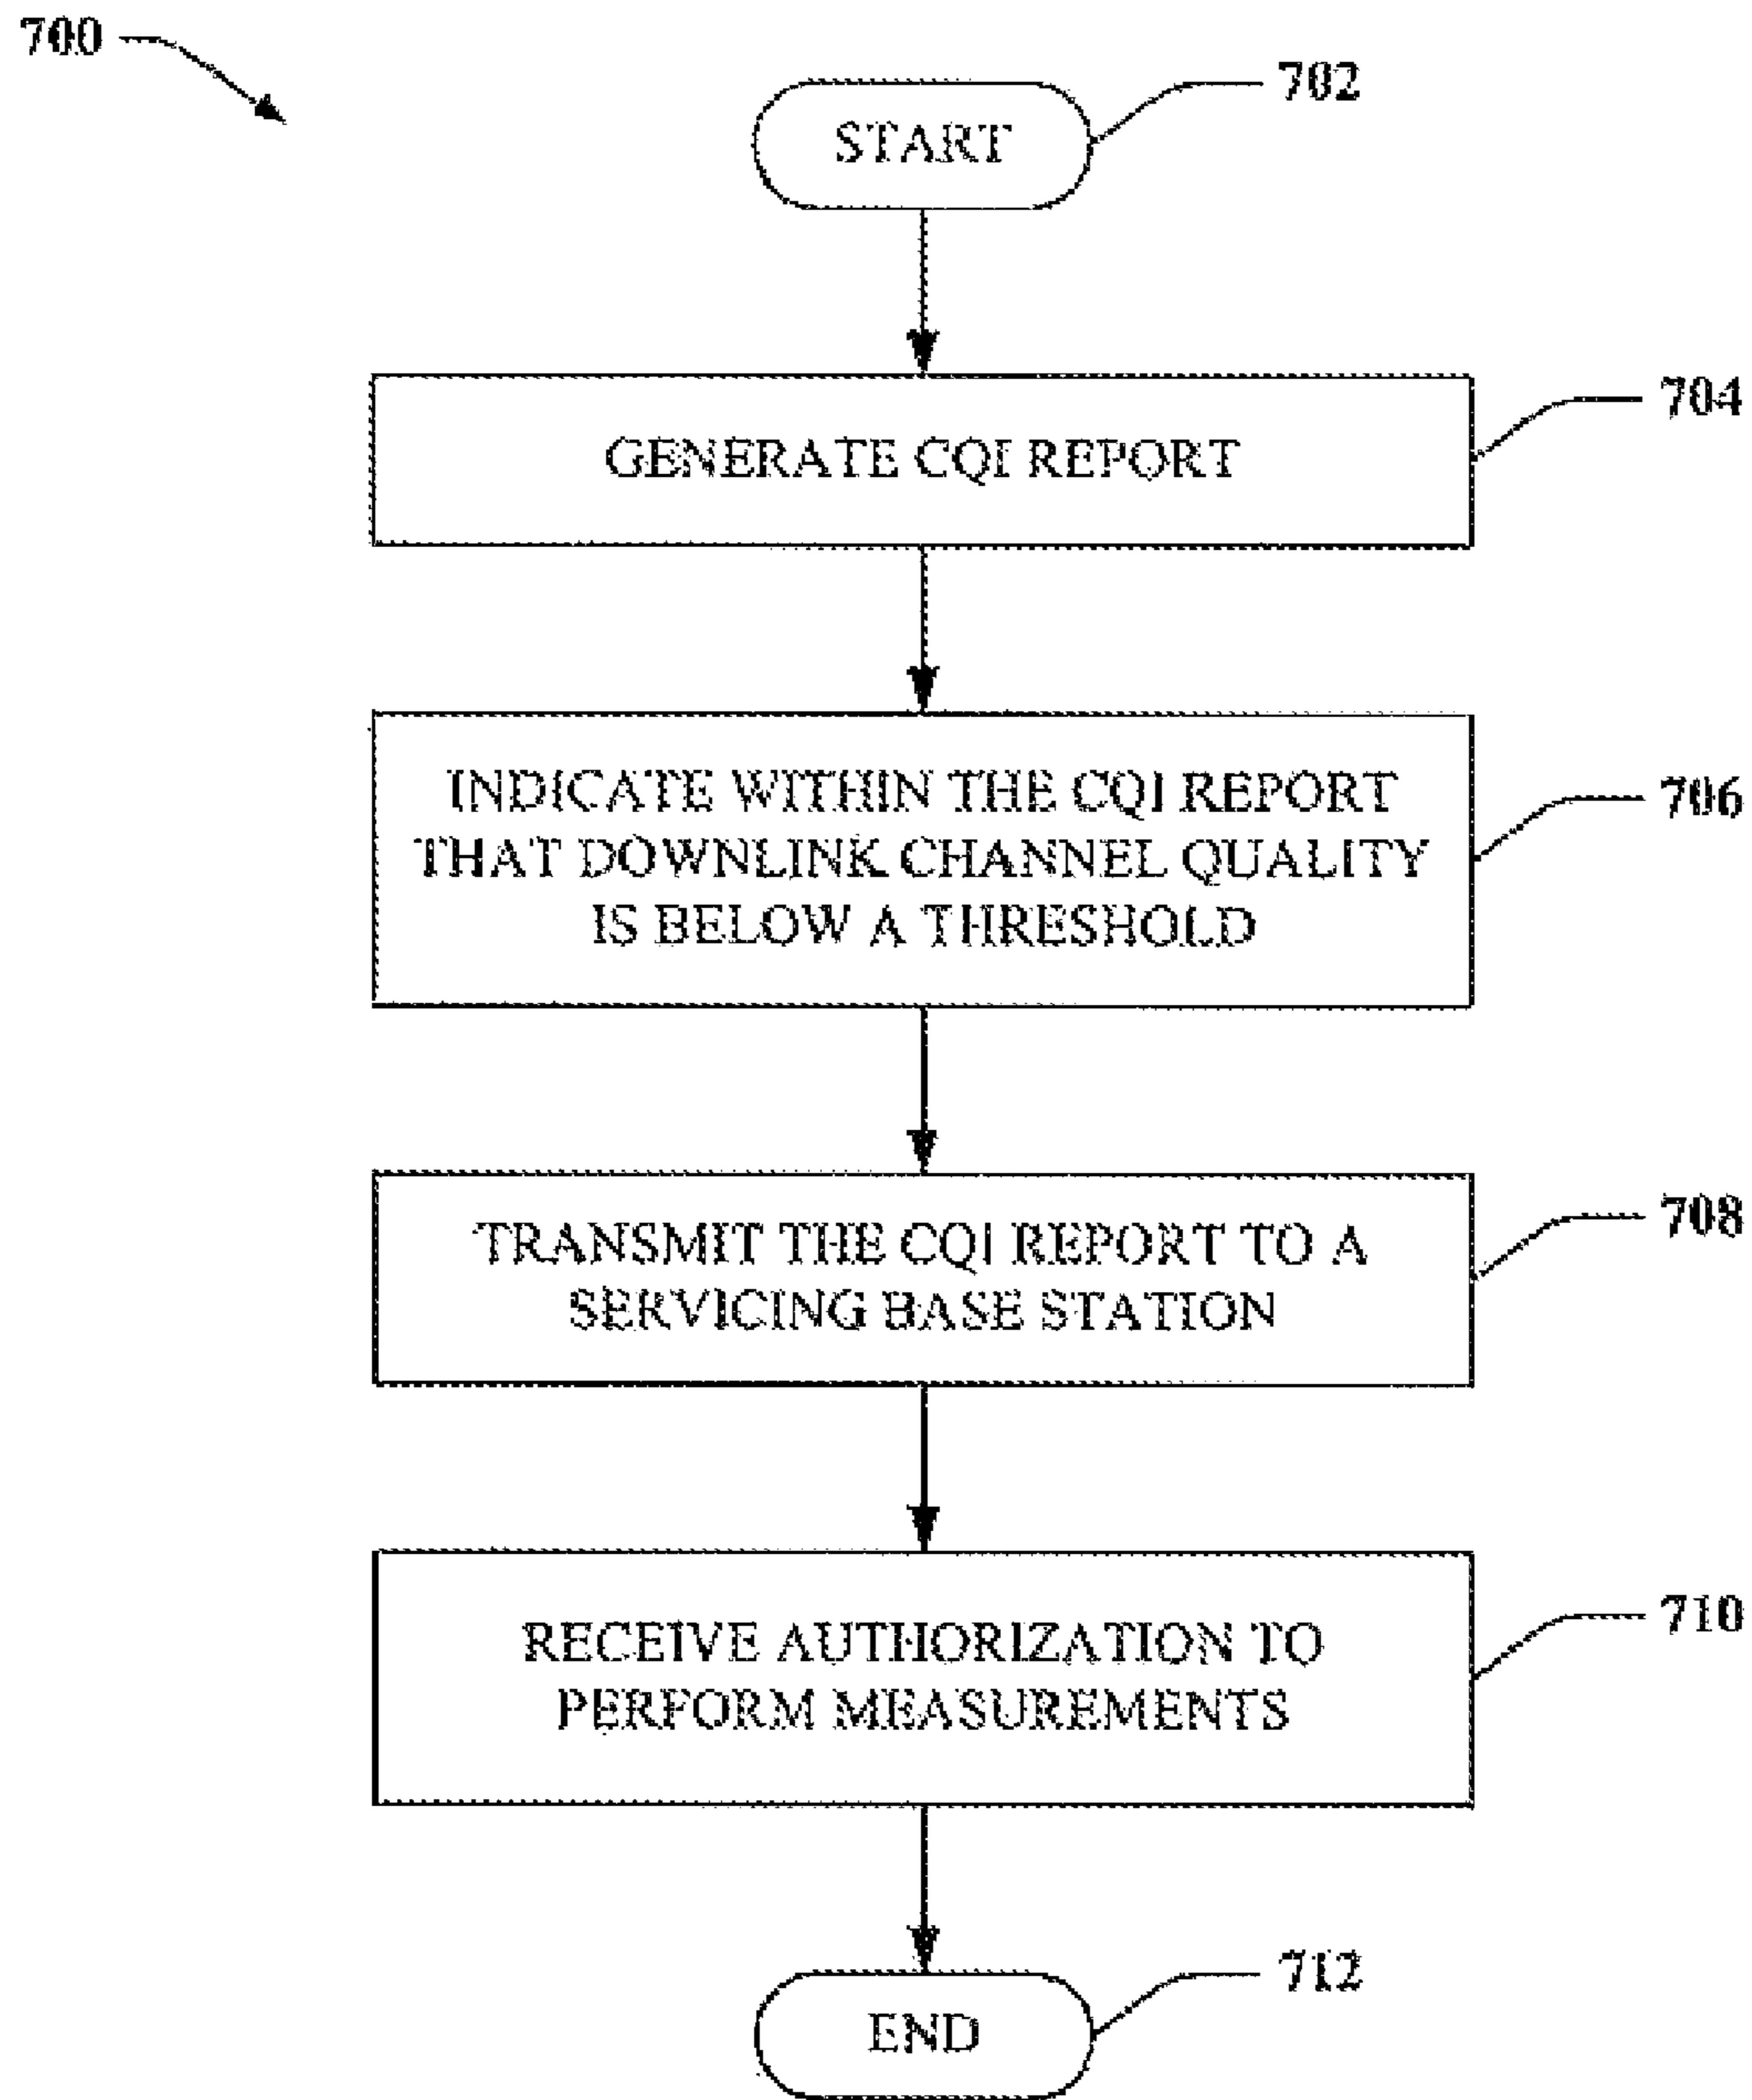 700
702
START
704
GENERATE CQI REPORT
706
INDICATE WITHIN THE CQI REPORT
THAT DOWNLINK CHANNEL QUALITY
IS BELOW A THRESHOLD
708
TRANSMIT THE CQI REPORT TO A
SERVICING BASE STATION
710
RECEIVE AUTHORIZATION TO
PERFORM MEASUREMENTS
712
END